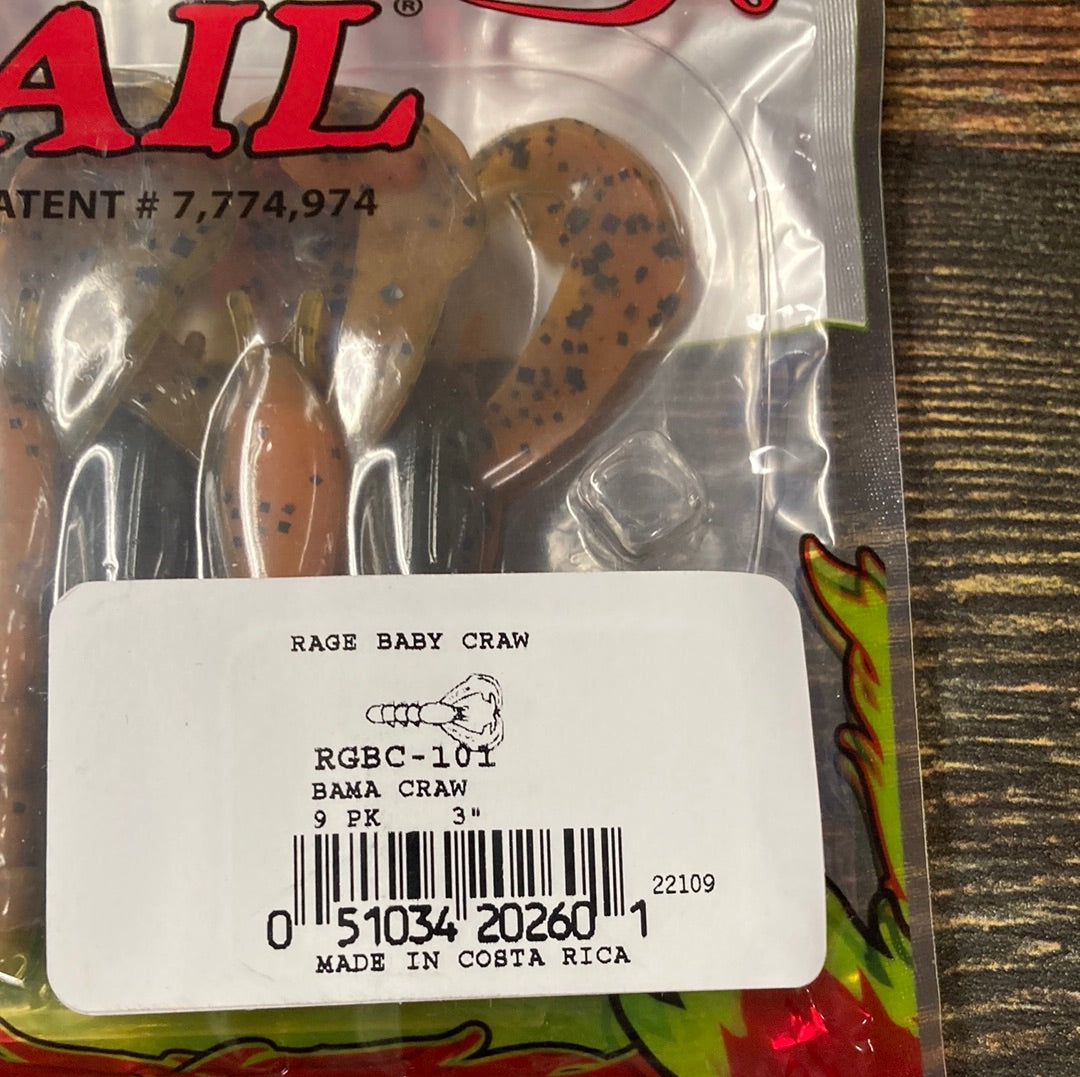 AIL®
ATENT # 7,774,974
RAGE BABY CRAW
RGBC-101
BAMA CRAW
9 PK 3"
22109
0 51034 20260 1
MADE IN COSTA RICA